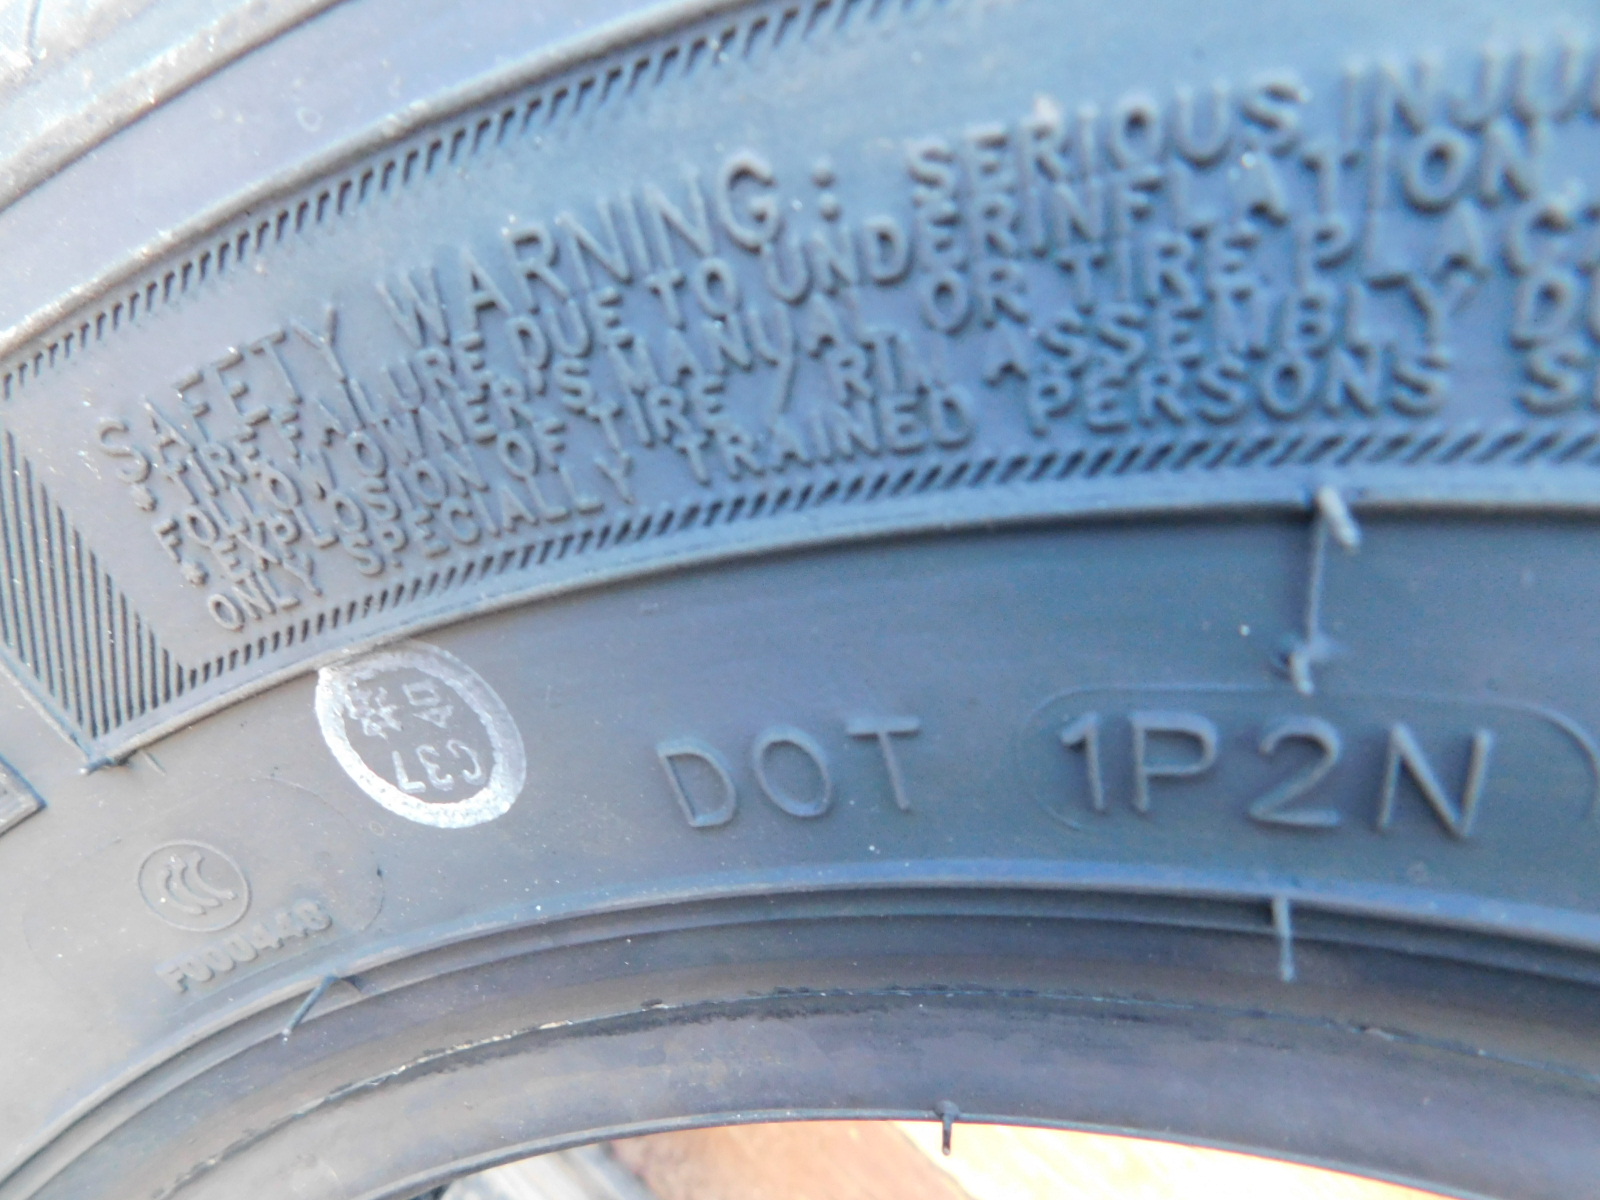 SAFETY WARNING: SERIOUS INJU
* TIRE FAILURE DUE TO UNDERINFLATION
FOLLOW OWNER'S MANUAL OR TIRE PLAC
* EXPLOSION OF TIRE / RIM ASSEMBLY DU
ONLY SPECIALLY TRAINED PERSONS S
DOT 1P2N
C37
F000448